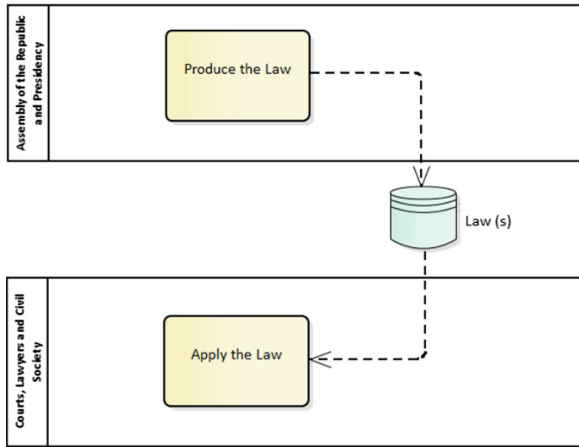 Assembly of the Republic
and Presidency
Produce the Law
Law (s)
Courts, Lawyers and Civil
Society
Apply the Law